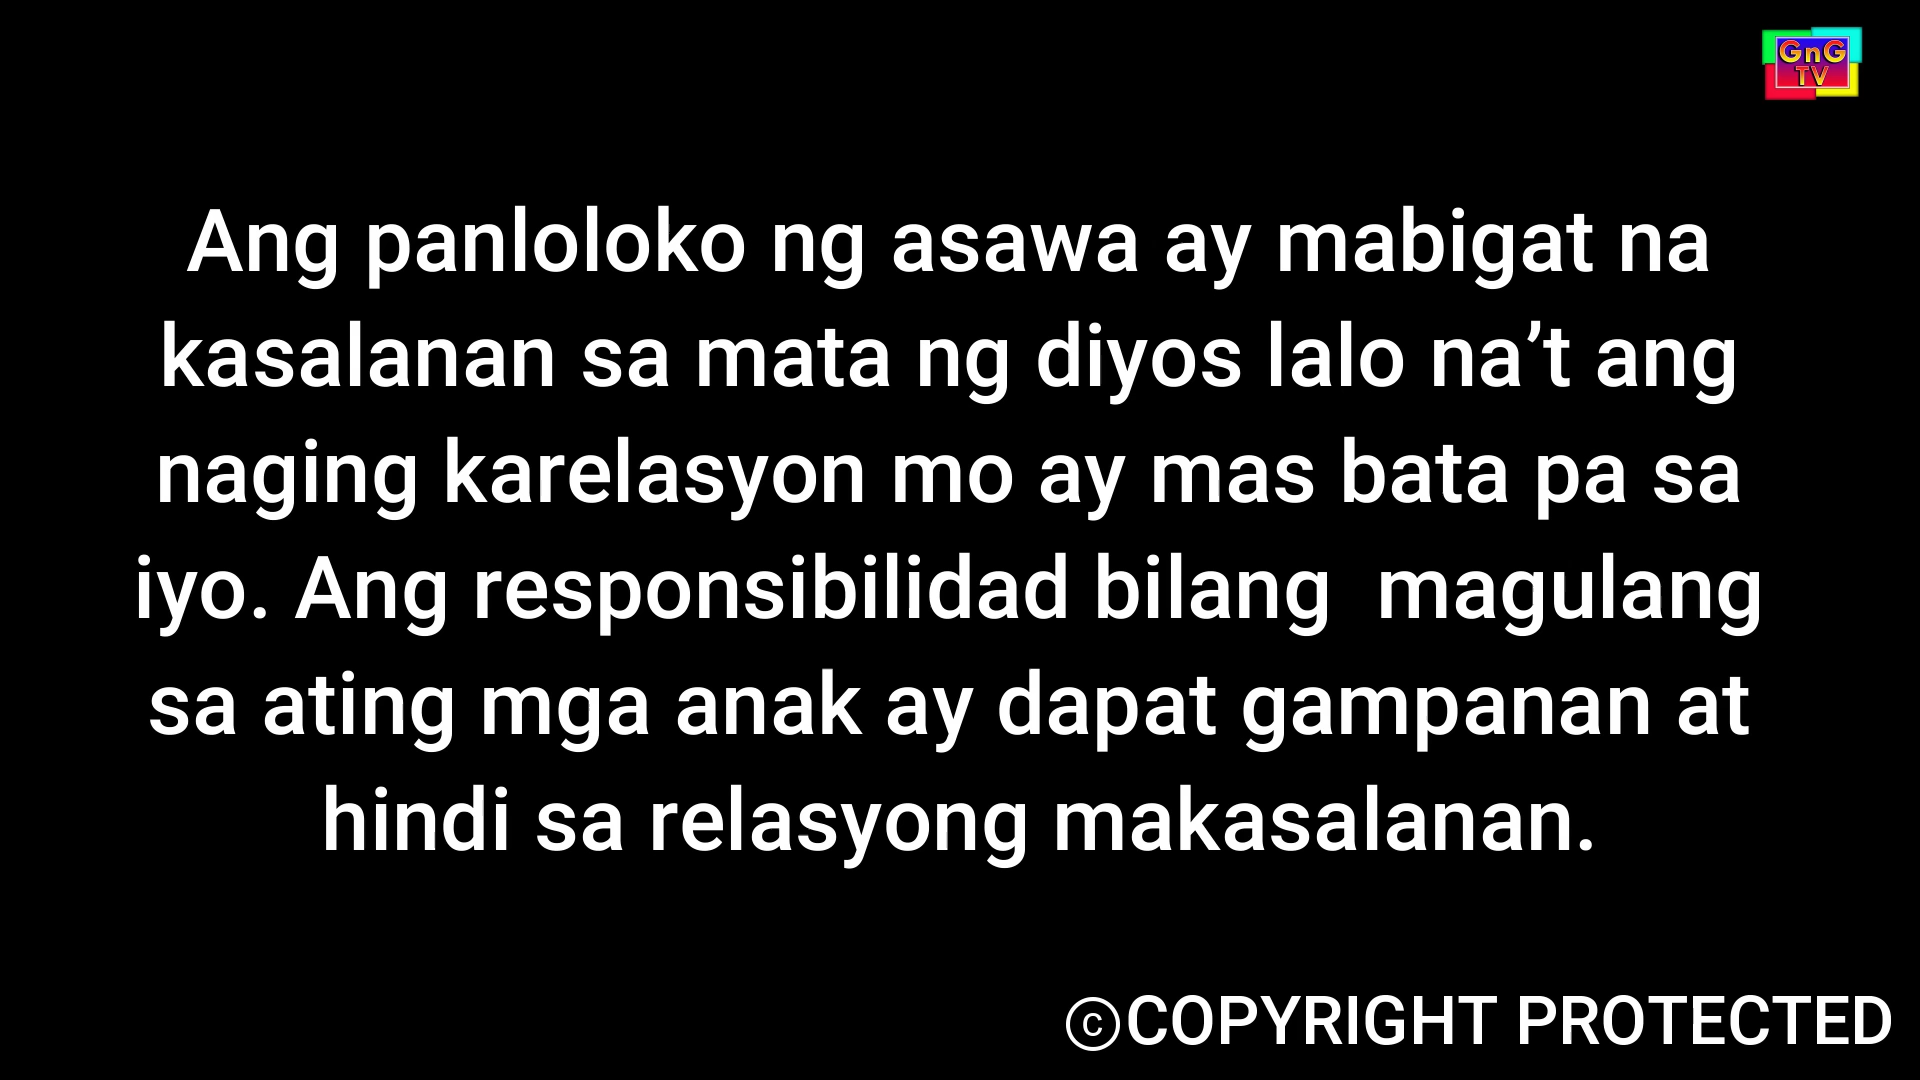 GnG
TV
Ang panloloko ng asawa ay mabigat na
kasalanan sa mata ng diyos lalo na’t ang
naging karelasyon mo ay mas bata pa sa
iyo. Ang responsibilidad bilang  magulang
sa ating mga anak ay dapat gampanan at
hindi sa relasyong makasalanan.
©COPYRIGHT PROTECTED